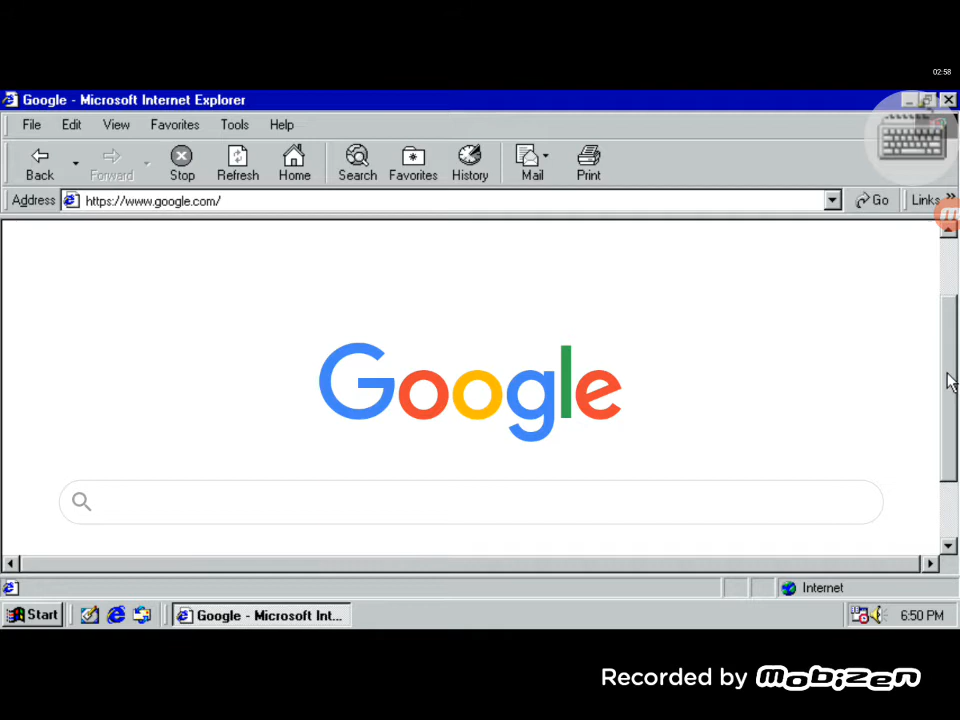 02:58
Google - Microsoft Internet Explorer
File Edit View Favorites Tools Help
Back Forward Stop Refresh Home Search Favorites History Mail Print
Address https://www.google.com/ Go Links »
Google
Internet
Start Google - Microsoft Int... 6:50 PM
Recorded by Mobizen